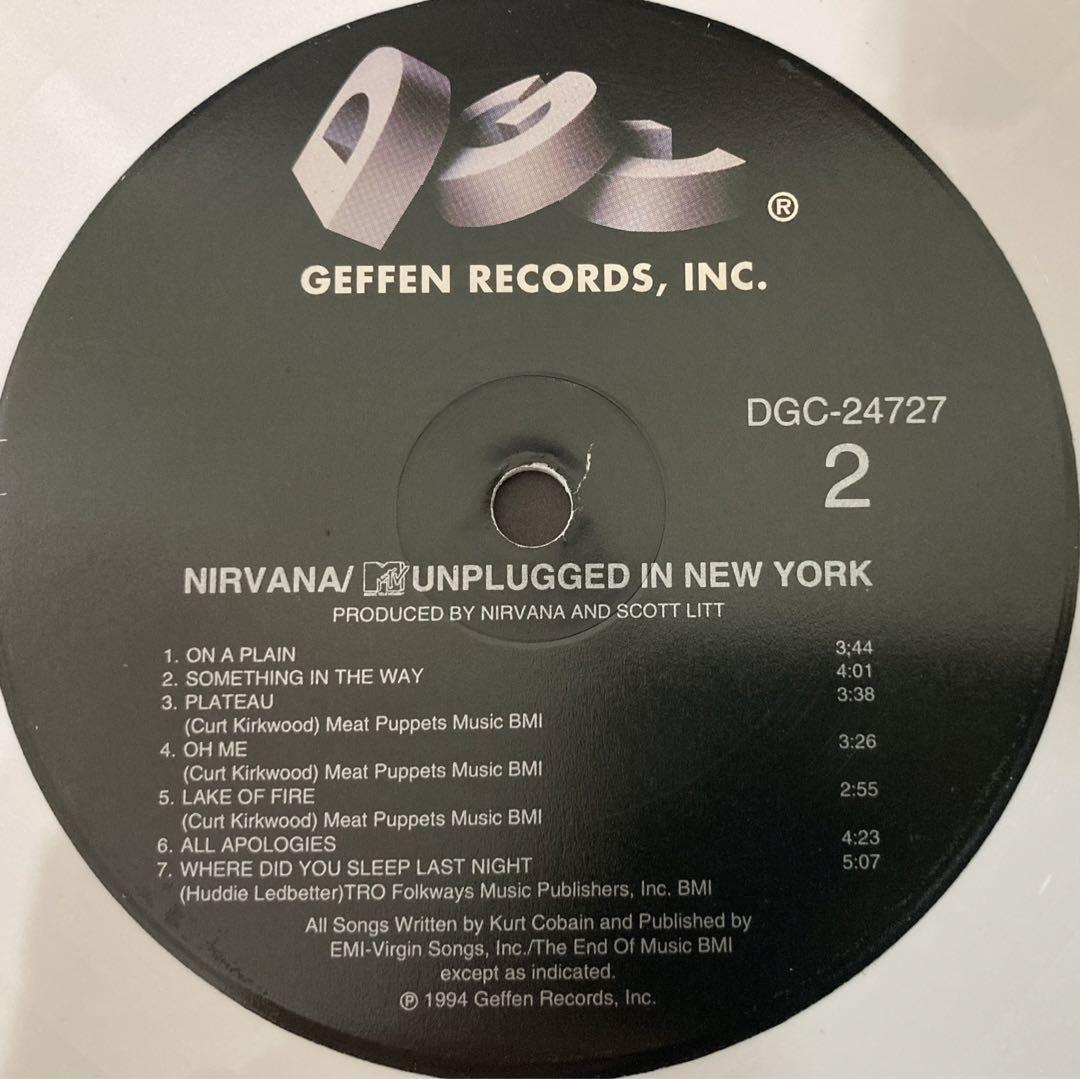 DGC®
GEFFEN RECORDS, INC.
DGC-24727
2
NIRVANA/ MTV UNPLUGGED IN NEW YORK
PRODUCED BY NIRVANA AND SCOTT LITT
1. ON A PLAIN 3;44
2. SOMETHING IN THE WAY 4:01
3. PLATEAU 3:38
(Curt Kirkwood) Meat Puppets Music BMI
4. OH ME 3:26
(Curt Kirkwood) Meat Puppets Music BMI
5. LAKE OF FIRE 2:55
(Curt Kirkwood) Meat Puppets Music BMI
6. ALL APOLOGIES 4:23
7. WHERE DID YOU SLEEP LAST NIGHT 5:07
(Huddie Ledbetter)TRO Folkways Music Publishers, Inc. BMI
All Songs Written by Kurt Cobain and Published by
EMI-Virgin Songs, Inc./The End Of Music BMI
except as indicated.
℗ 1994 Geffen Records, Inc.